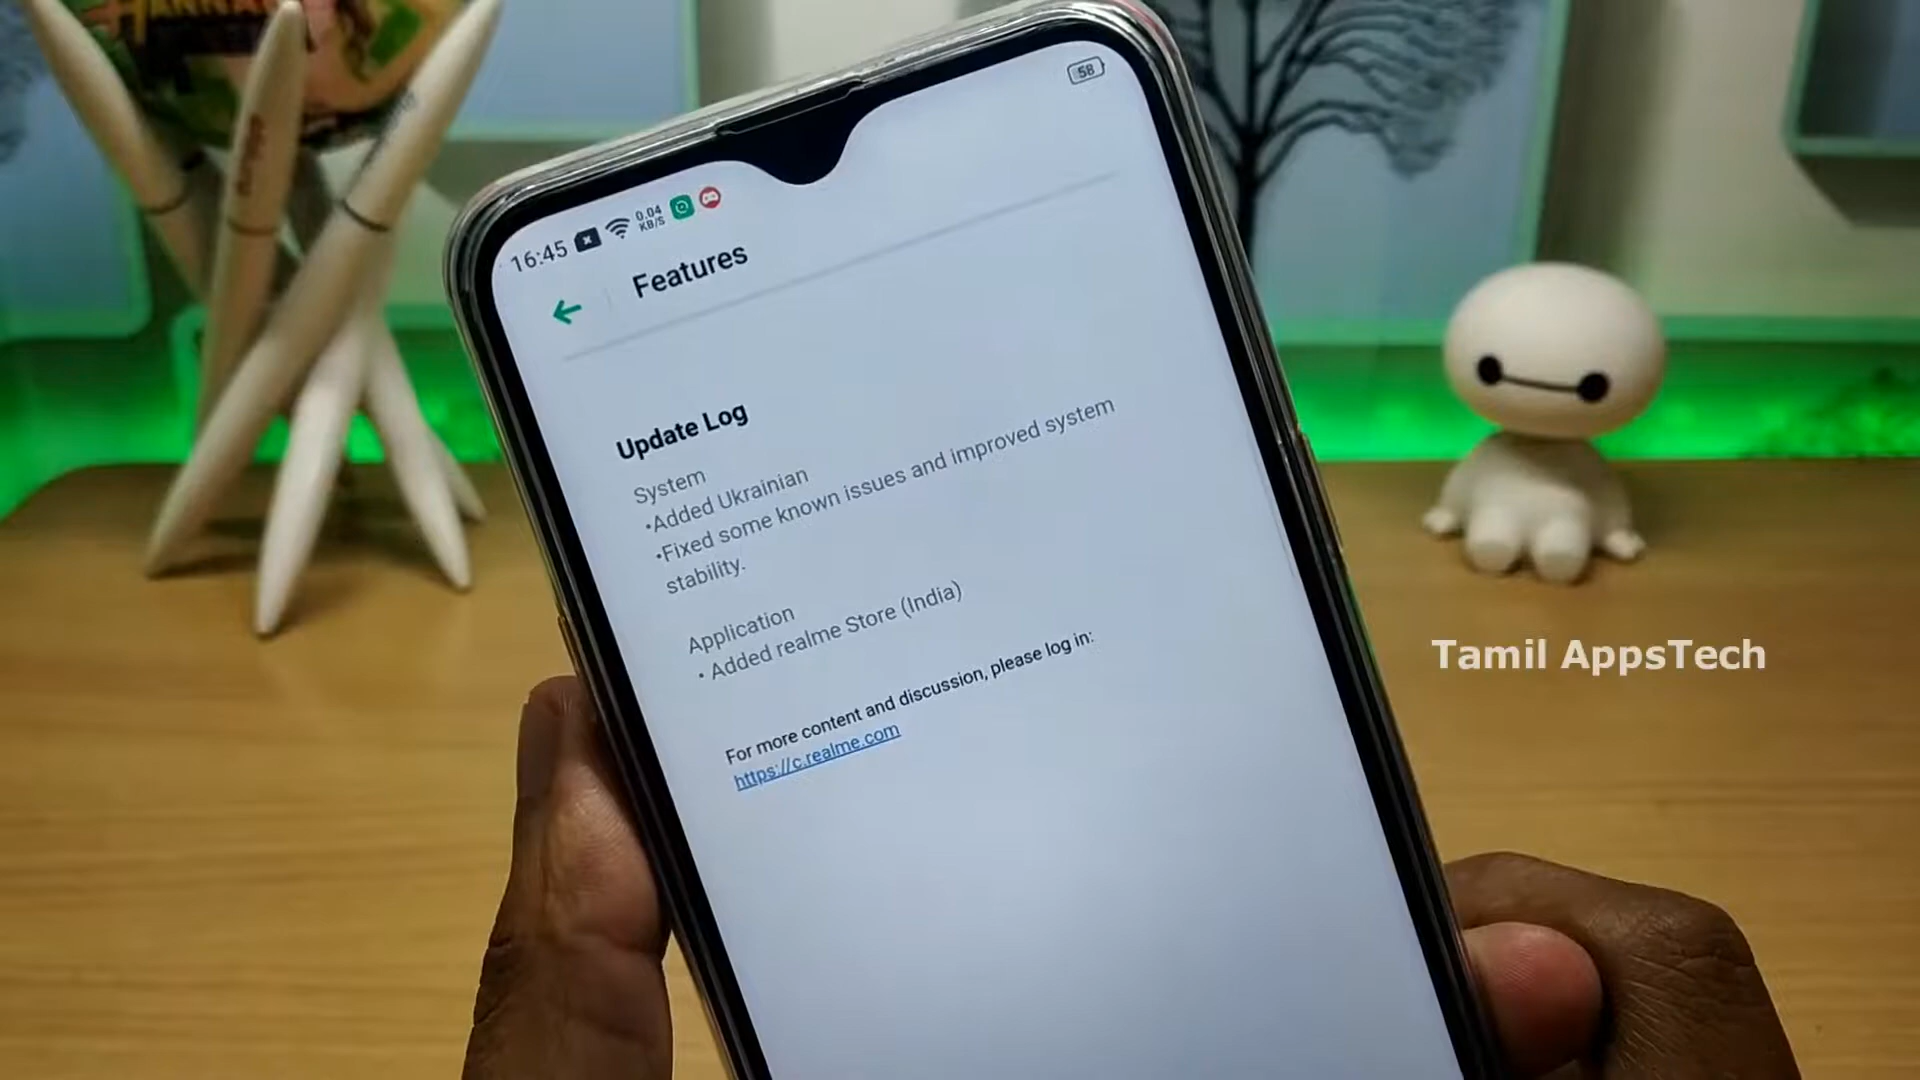 HANNAH
58
16:45
0.04
KB/S
Features
Update Log
System
•Added Ukrainian
•Fixed some known issues and improved system
stability.
Application
• Added realme Store (India)
For more content and discussion, please log in:
https://c.realme.com
Tamil AppsTech